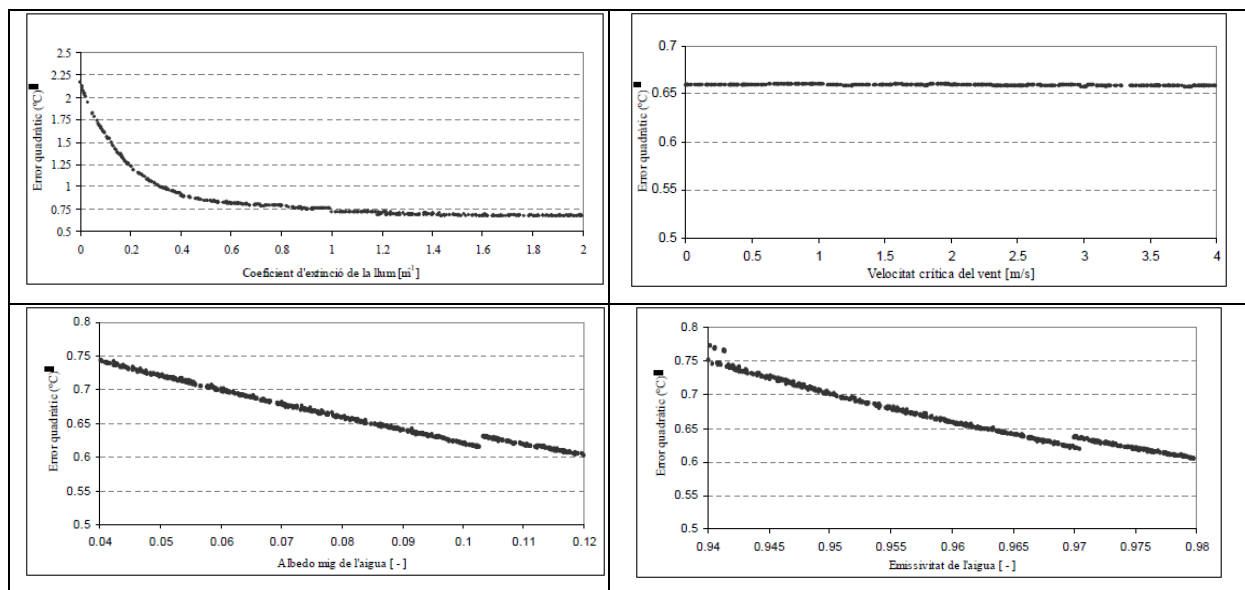 2.5
2.25
2
1.75
1.5
1.25
1
0.75
0.5
Error quadràtic (ºC)
0 0.2 0.4 0.6 0.8 1 1.2 1.4 1.6 1.8 2
Coeficient d'extinció de la llum [m-1]
0.7
0.65
0.6
0.55
0.5
Error quadràtic (ºC)
0 0.5 1 1.5 2 2.5 3 3.5 4
Velocitat crítica del vent [m/s]
0.8
0.75
0.7
0.65
0.6
0.55
0.5
Error quadràtic (ºC)
0.04 0.05 0.06 0.07 0.08 0.09 0.1 0.11 0.12
Albedo mig de l'aigua [ - ]
0.8
0.75
0.7
0.65
0.6
0.55
0.5
Error quadràtic (ºC)
0.94 0.945 0.95 0.955 0.96 0.965 0.97 0.975 0.98
Emissivitat de l'aigua [ - ]